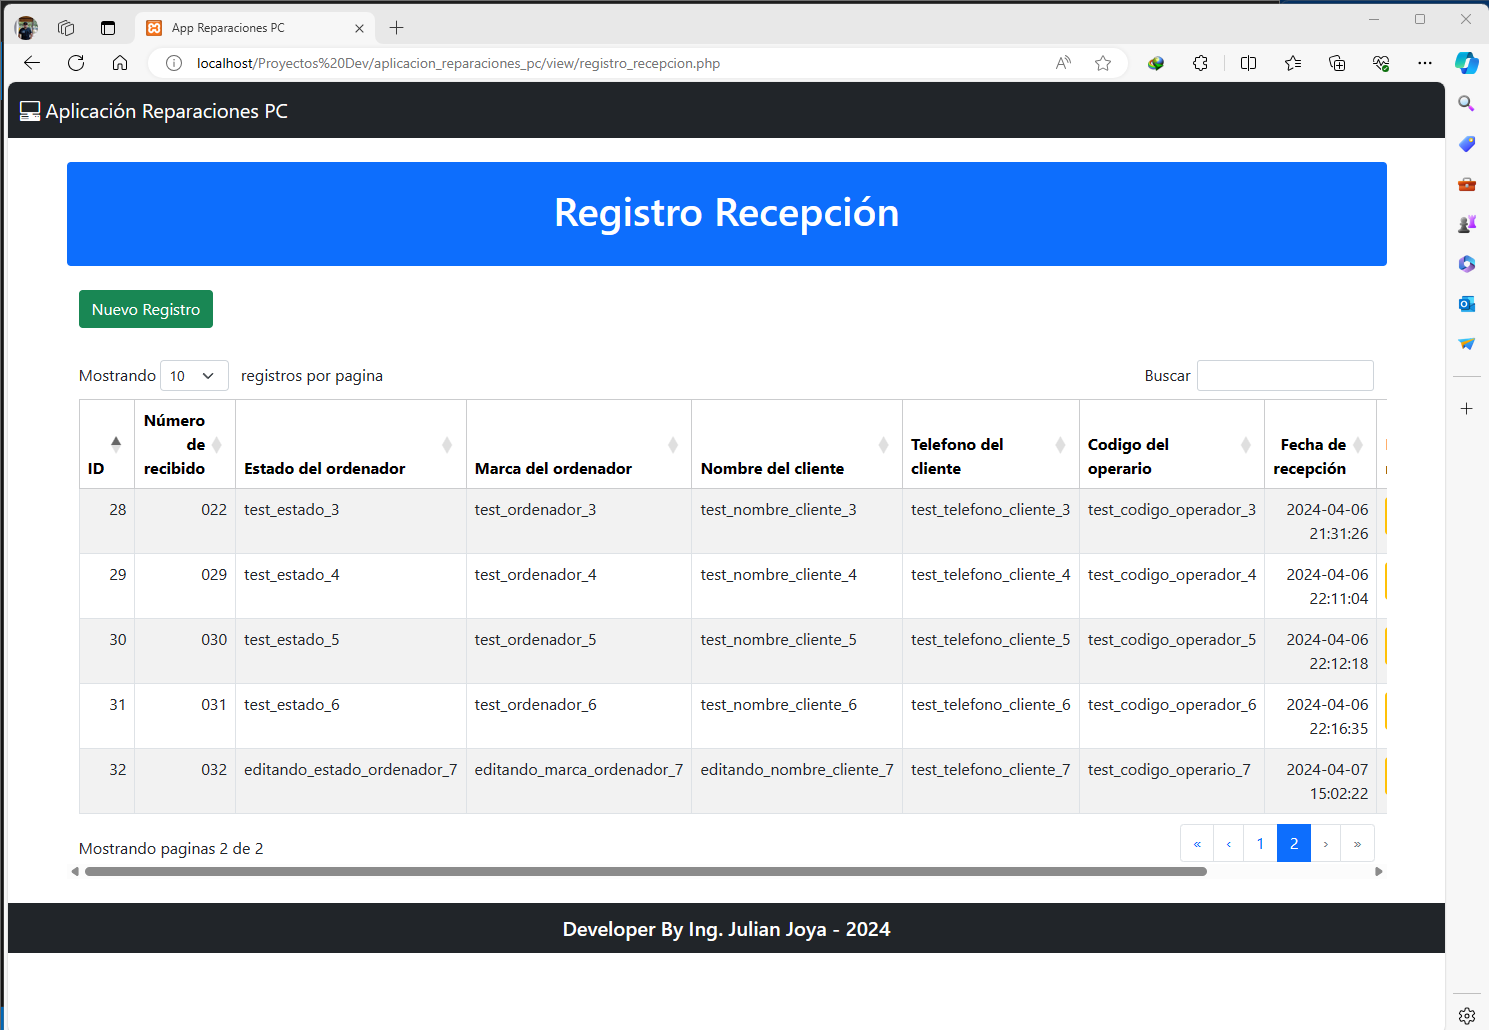 App Reparaciones PC
localhost/Proyectos%20Dev/aplicacion_reparaciones_pc/view/registro_recepcion.php
Aplicación Reparaciones PC
Registro Recepción
Nuevo Registro
Mostrando 10 registros por pagina
Buscar
ID
Número de recibido
Estado del ordenador
Marca del ordenador
Nombre del cliente
Telefono del cliente
Codigo del operario
Fecha de recepción
28 022 test_estado_3 test_ordenador_3 test_nombre_cliente_3 test_telefono_cliente_3 test_codigo_operador_3 2024-04-06 21:31:26
29 029 test_estado_4 test_ordenador_4 test_nombre_cliente_4 test_telefono_cliente_4 test_codigo_operador_4 2024-04-06 22:11:04
30 030 test_estado_5 test_ordenador_5 test_nombre_cliente_5 test_telefono_cliente_5 test_codigo_operador_5 2024-04-06 22:12:18
31 031 test_estado_6 test_ordenador_6 test_nombre_cliente_6 test_telefono_cliente_6 test_codigo_operador_6 2024-04-06 22:16:35
32 032 editando_estado_ordenador_7 editando_marca_ordenador_7 editando_nombre_cliente_7 test_telefono_cliente_7 test_codigo_operario_7 2024-04-07 15:02:22
Mostrando paginas 2 de 2
« ‹ 1 2 › »
Developer By Ing. Julian Joya - 2024